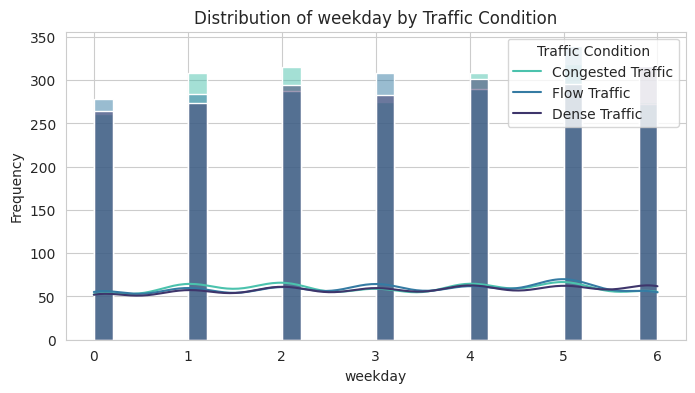 Distribution of weekday by Traffic Condition
350
300
250
200
150
100
50
0
Frequency
Traffic Condition
Congested Traffic
Flow Traffic
Dense Traffic
0 1 2 3 4 5 6
weekday